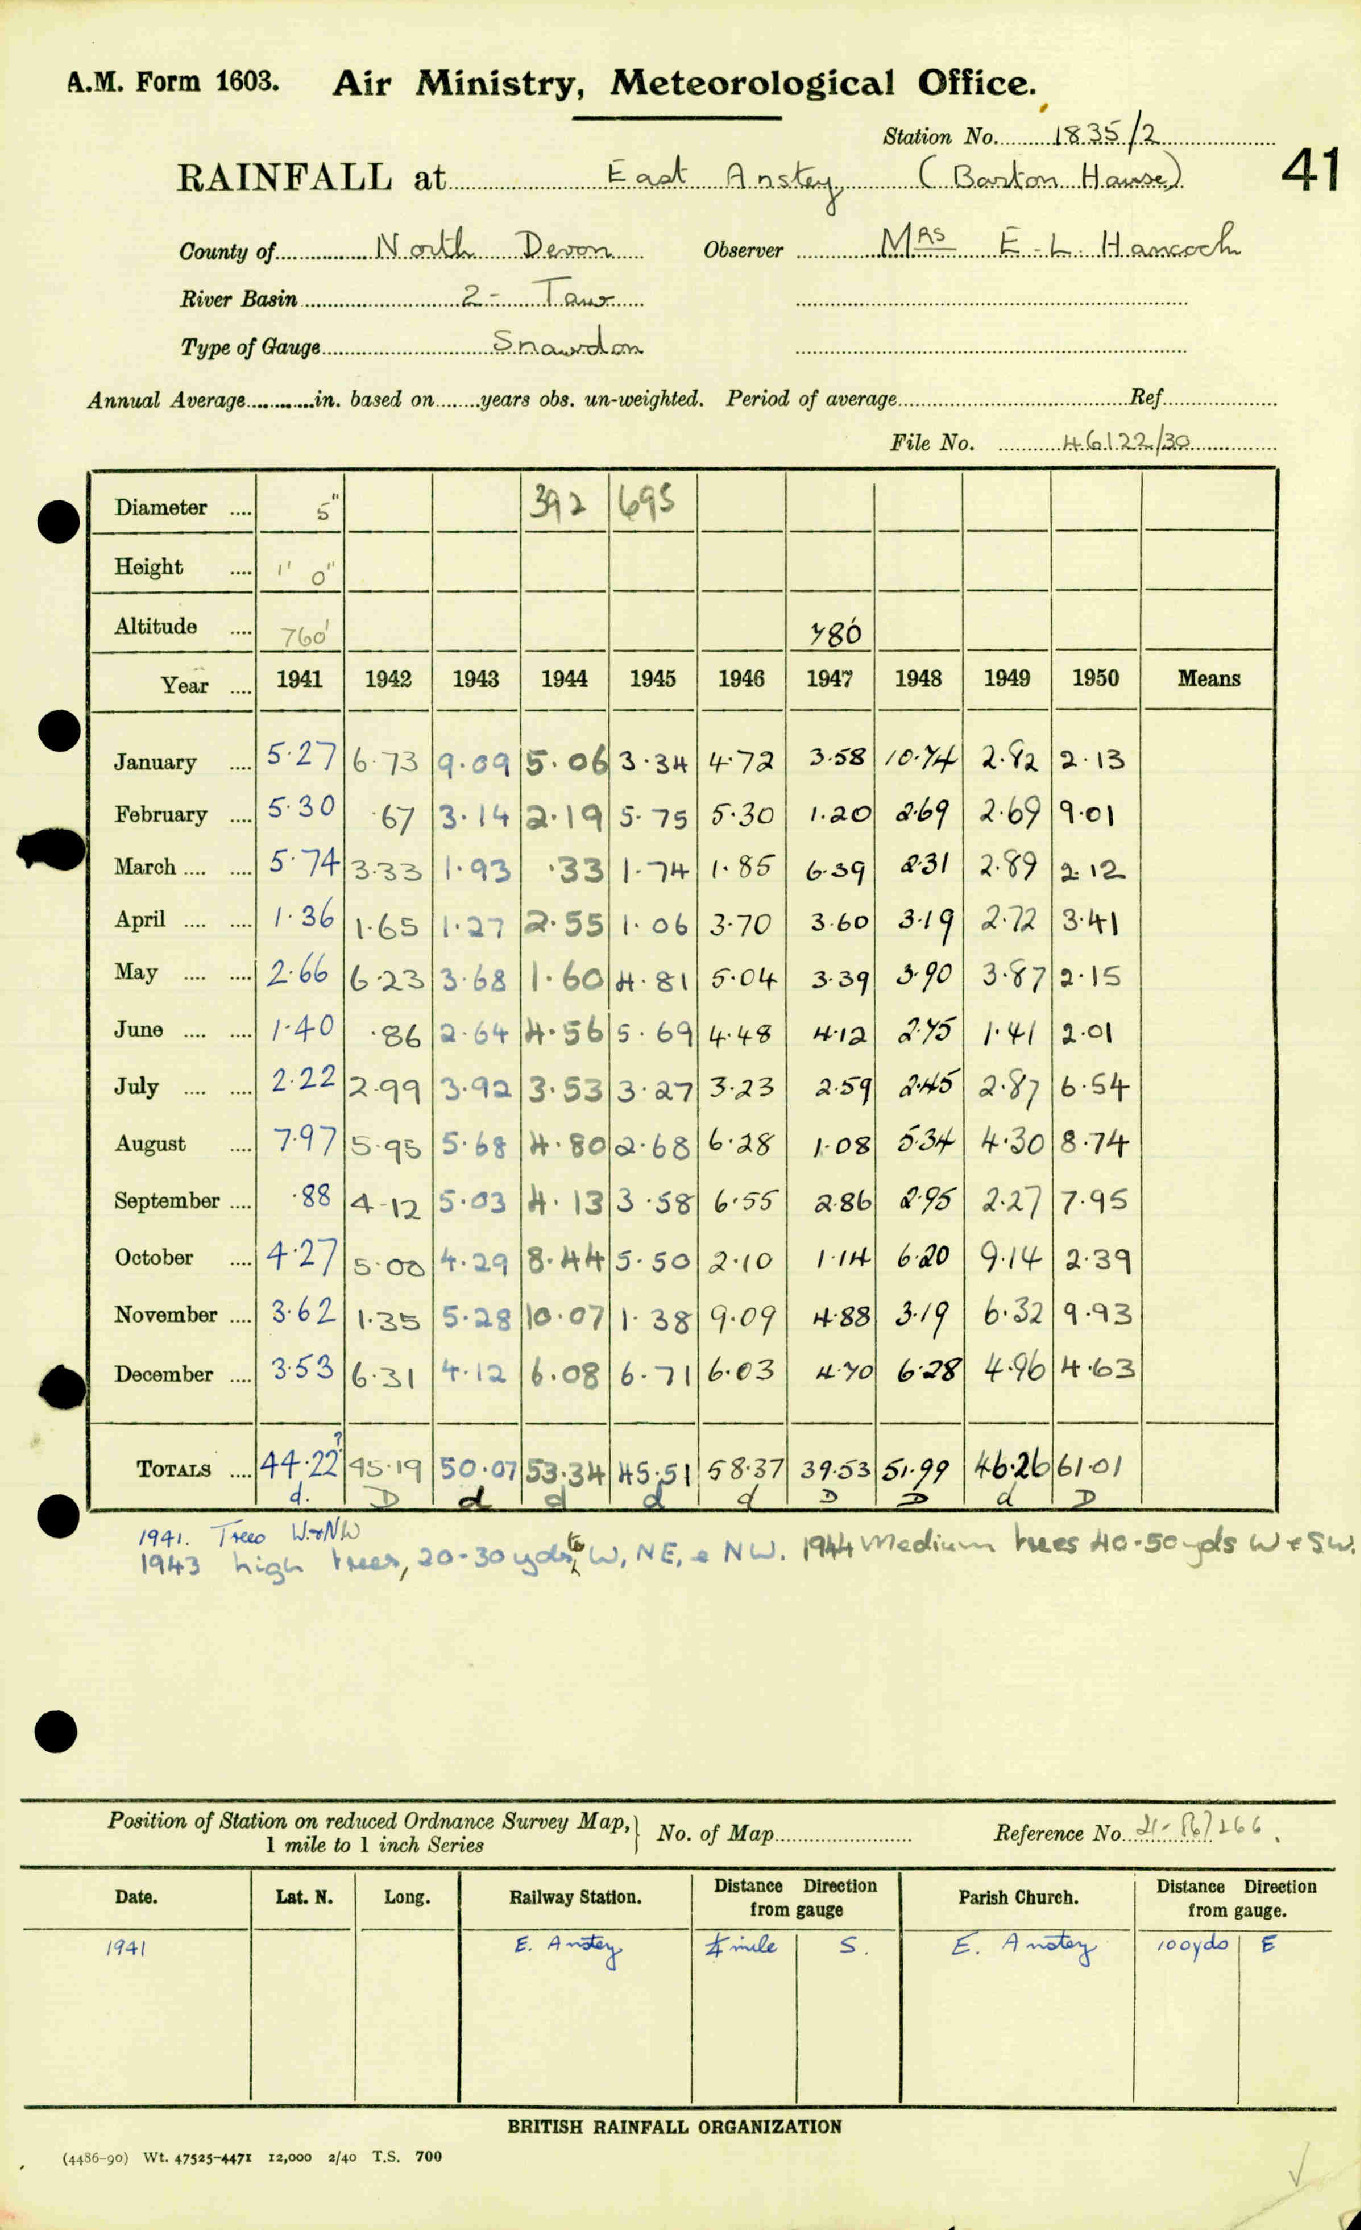 A.M. Form 1603. Air Ministry, Meteorological Office.
Station No. 1835/2
RAINFALL at East Anstey (Barton House) 41
County of North Devon Observer Mrs E.L. Hancock
River Basin 2 - Taw
Type of Gauge Snowdon
Annual Average in. based on years obs. un-weighted. Period of average Ref
File No. 46122/30
Diameter .... 5" 392 695
Height .... 1' 0"
Altitude .... 760' 780'
Year .... 1941 1942 1943 1944 1945 1946 1947 1948 1949 1950 Means
January .... 5.27 6.73 9.09 5.06 3.34 4.72 3.58 10.74 2.82 2.13
February .... 5.30 .67 3.14 2.19 5.75 5.30 1.20 2.69 2.69 9.01
March .... .... 5.74 3.33 1.93 .33 1.74 1.85 6.39 2.31 2.89 2.12
April .... .... 1.36 1.65 1.27 2.55 1.06 3.70 3.60 3.19 2.72 3.41
May .... .... 2.66 6.23 3.68 1.60 4.81 5.04 3.39 3.90 3.87 2.15
June .... .... 1.40 .86 2.64 4.56 5.69 4.48 4.12 2.75 1.41 2.01
July .... .... 2.22 2.99 3.92 3.53 3.27 3.23 2.59 2.45 2.87 6.54
August .... 7.97 5.95 5.68 4.80 2.68 6.28 1.08 5.34 4.30 8.74
September .... .88 4.12 5.03 4.13 3.58 6.55 2.86 2.95 2.27 7.95
October .... 4.27 5.00 4.29 8.44 5.50 2.10 1.14 6.20 9.14 2.39
November .... 3.62 1.35 5.28 10.07 1.38 9.09 4.88 3.19 6.32 9.93
December .... 3.53 6.31 4.12 6.08 6.71 6.03 4.70 6.28 4.96 4.63
TOTALS .... 44.22? 45.19 50.07 53.34 45.51 58.37 39.53 51.99 46.26 61.01
d. D d d d d D D d D
1941. Trees W & NW
1943 high trees, 20-30 yds to W, NE, & NW. 1944 Medium trees 40-50 yds W & SW.
Position of Station on reduced Ordnance Survey Map,} No. of Map Reference No. 21-
1 mile to 1 inch Series
Date. Lat. N. Long. Railway Station. Distance Direction from gauge Parish Church. Distance Direction from gauge.
1941 E. Anstey mile S. E. Anstey 100yds E
BRITISH RAINFALL ORGANIZATION
(4486-90) Wt. 47525-4471 12,000 2/40 T.S. 700